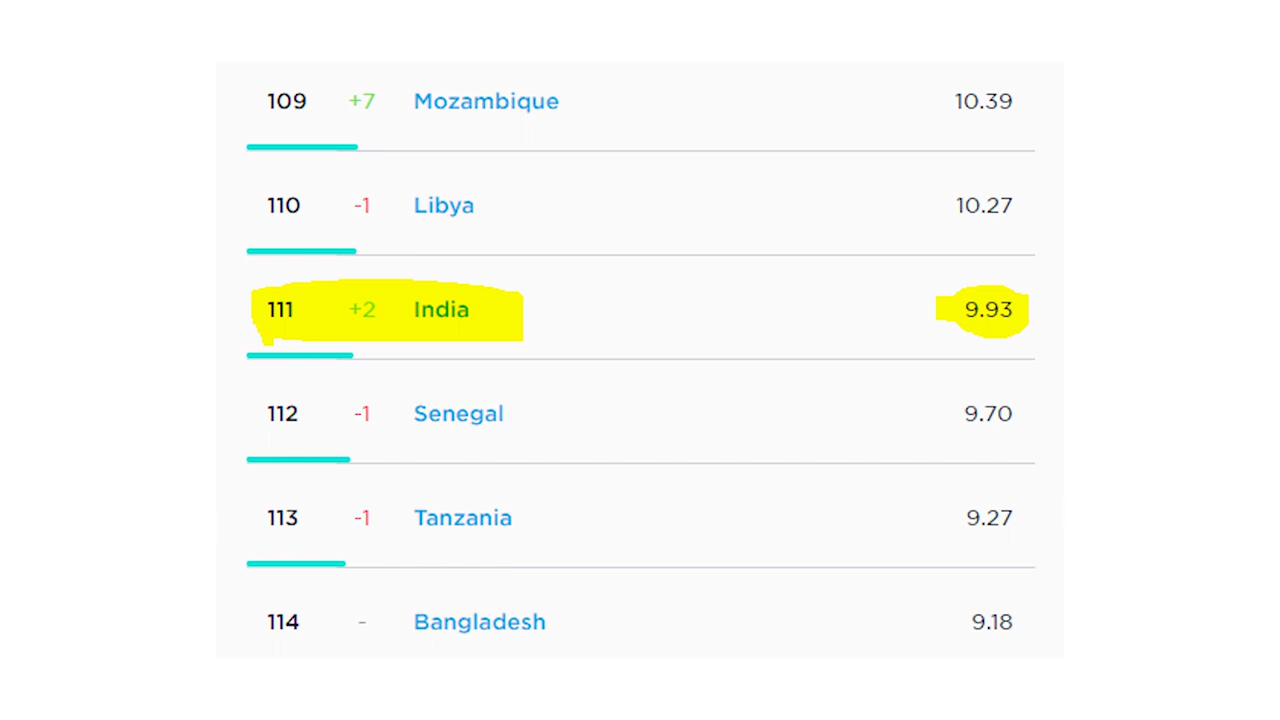 109 +7 Mozambique 10.39
110 -1 Libya 10.27
111 +2 India 9.93
112 -1 Senegal 9.70
113 -1 Tanzania 9.27
114 - Bangladesh 9.18